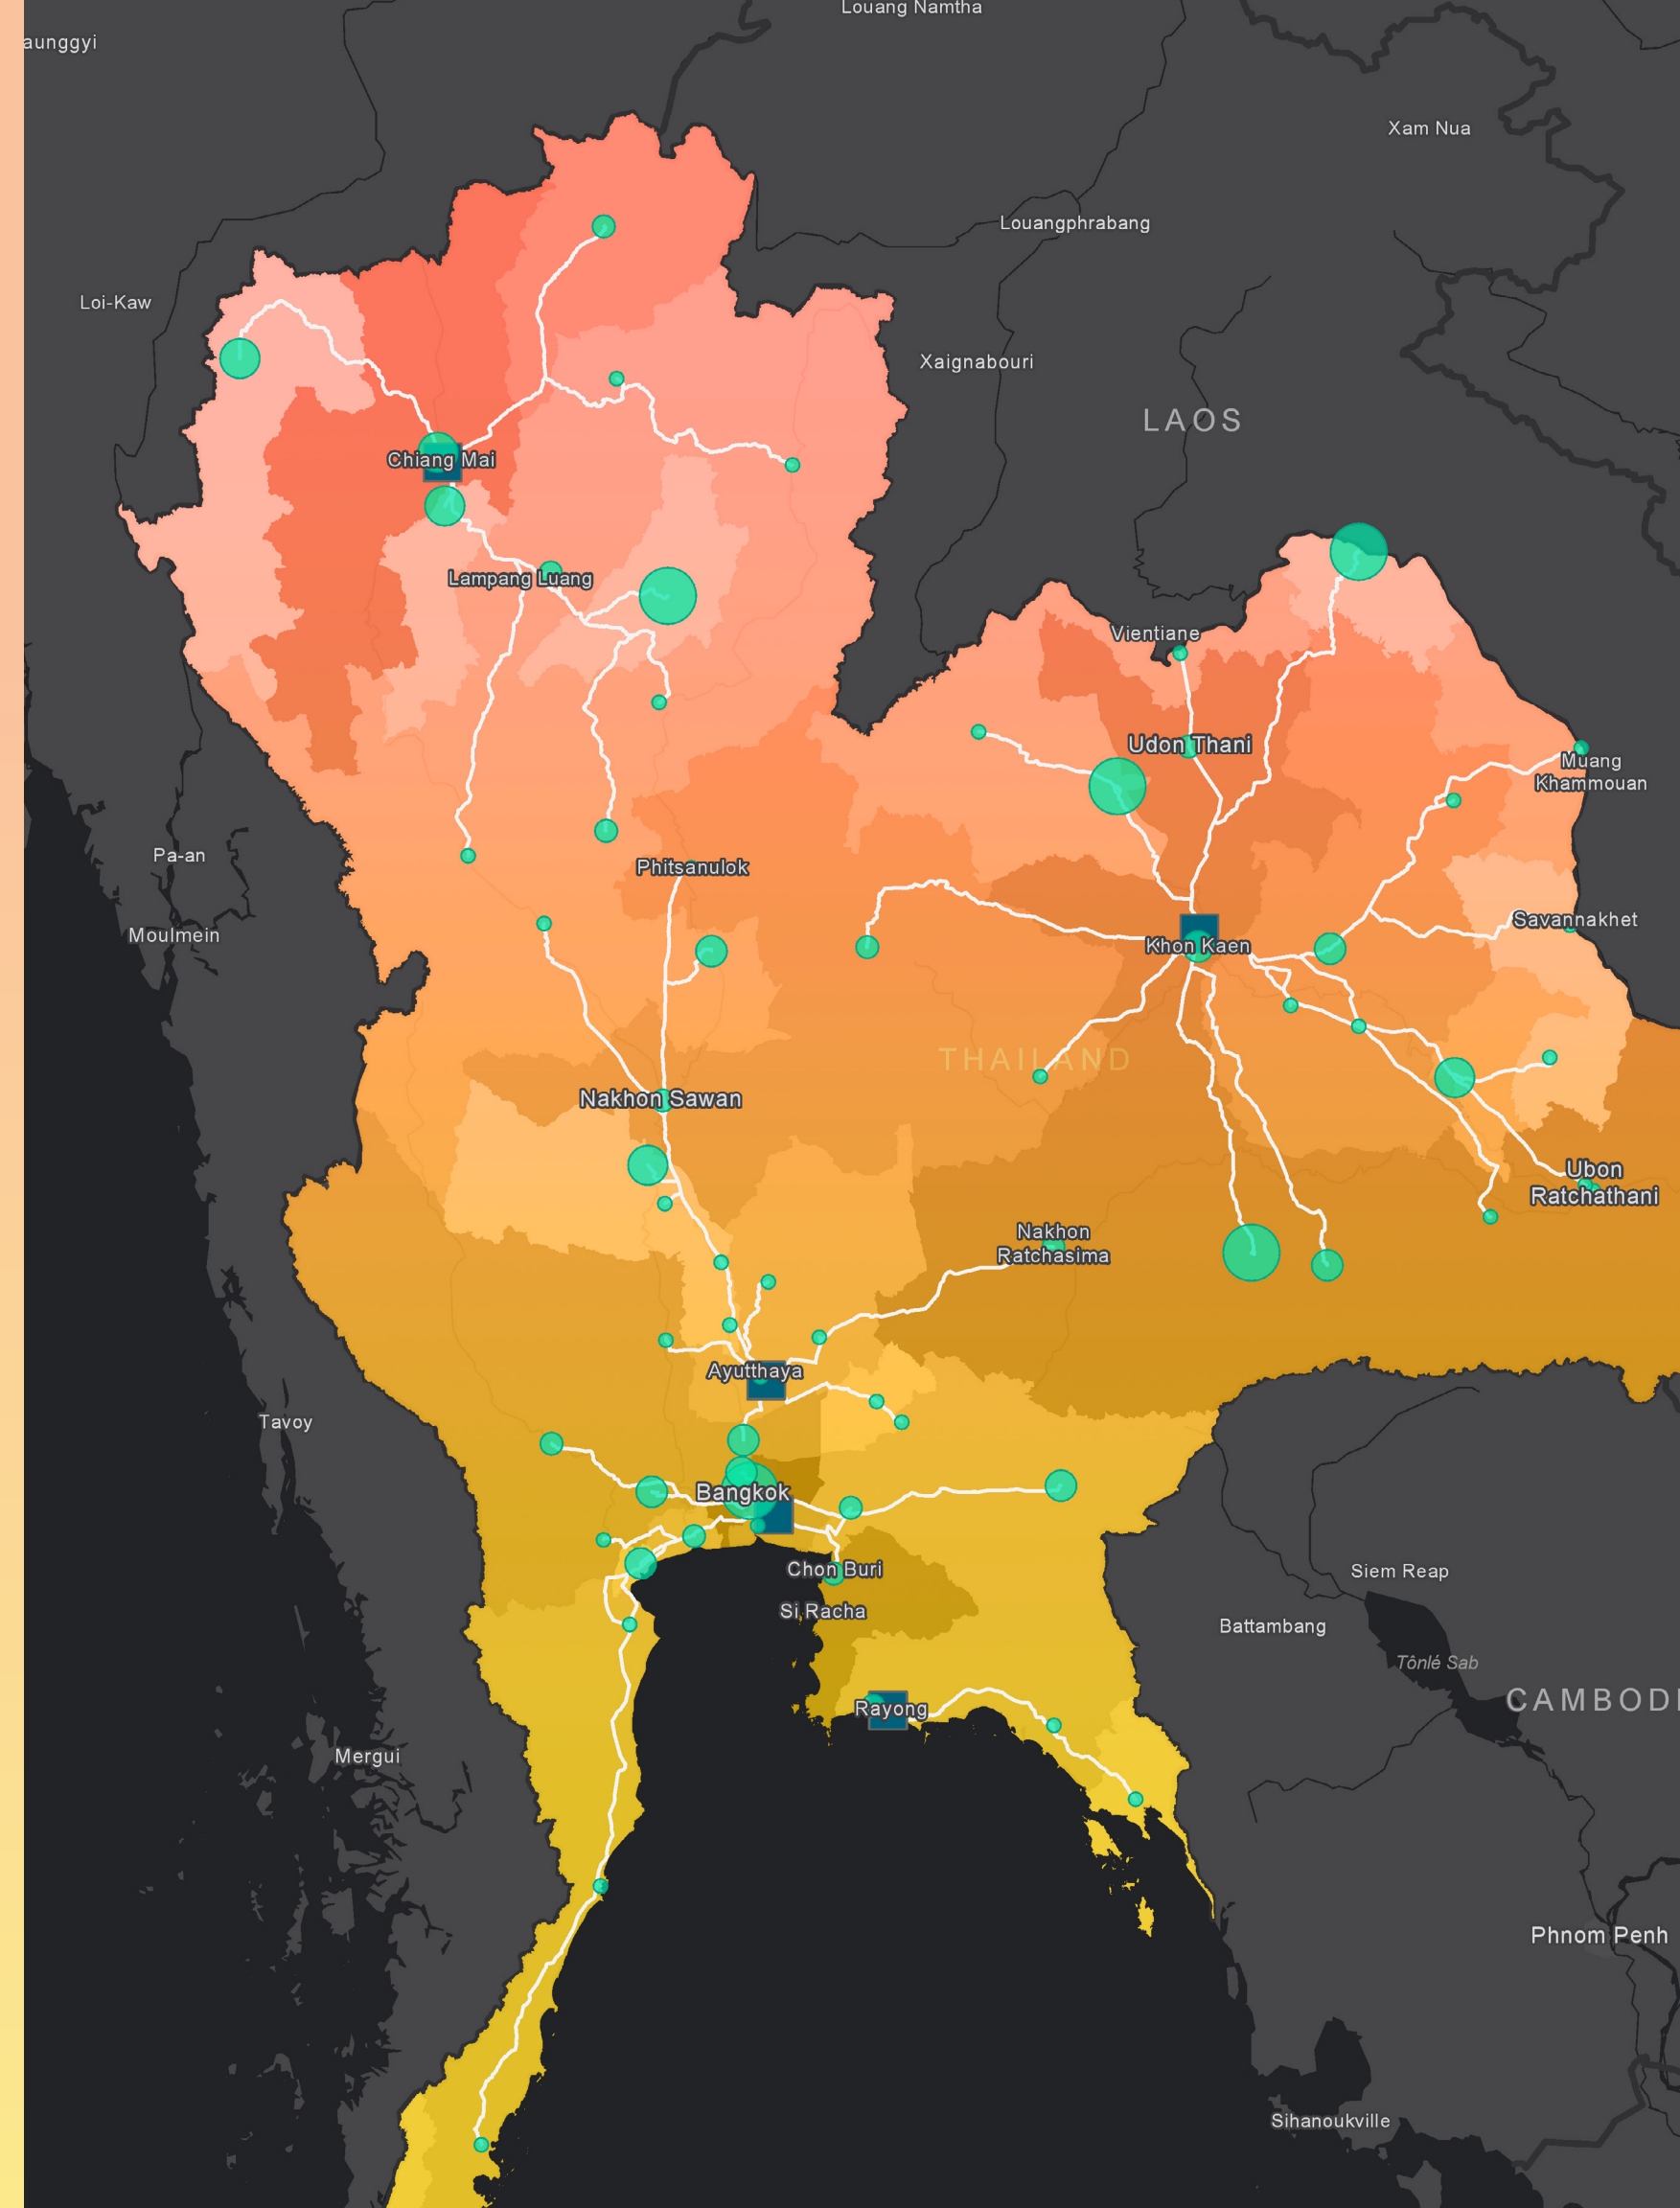 Louang Namtha
aunggyi
Xam Nua
Louangphrabang
Loi-Kaw
Xaignabouri
LAOS
Chiang Mai
Lampang Luang
Vientiane
Udon Thani
Muang
Khammouan
Pa-an
Phitsanulok
Savannakhet
Moulmein
Khon Kaen
THAILAND
Nakhon Sawan
Ubon
Ratchathani
Nakhon
Ratchasima
Ayutthaya
Tavoy
Bangkok
Chon Buri
Siem Reap
Si Racha
Battambang
Tônlé Sab
CAMBODI
Rayong
Mergui
Phnom Penh
Sihanoukville